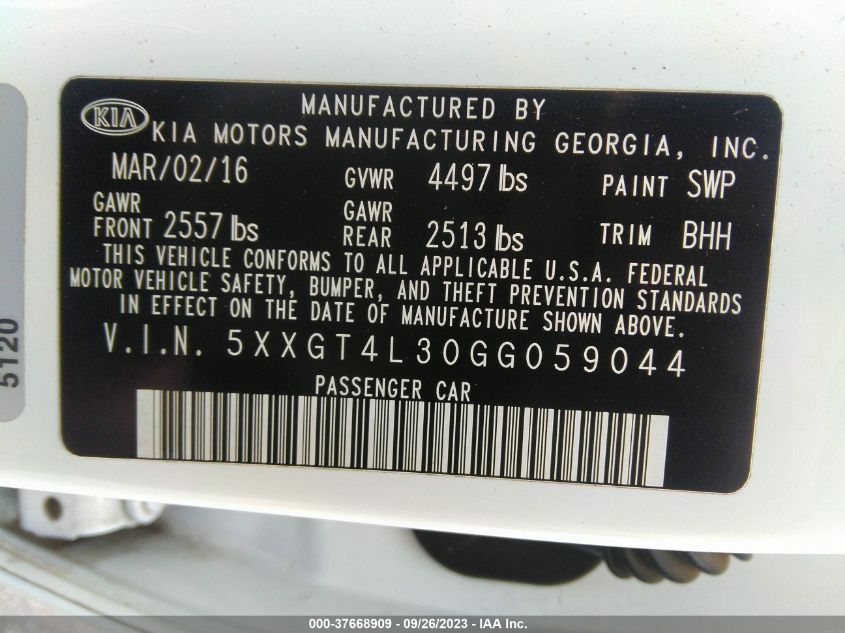 MANUFACTURED BY
KIA KIA MOTORS MANUFACTURING GEORGIA, INC.
MAR/02/16 GVWR 4497 lbs PAINT SWP
GAWR FRONT 2557 lbs GAWR REAR 2513 lbs TRIM BHH
THIS VEHICLE CONFORMS TO ALL APPLICABLE U.S.A. FEDERAL
MOTOR VEHICLE SAFETY, BUMPER, AND THEFT PREVENTION STANDARDS
IN EFFECT ON THE DATE OF MANUFACTURE SHOWN ABOVE.
V.I.N. 5XXGT4L30GG059044
PASSENGER CAR
5120
000-37668909 - 09/26/2023 - IAA Inc.